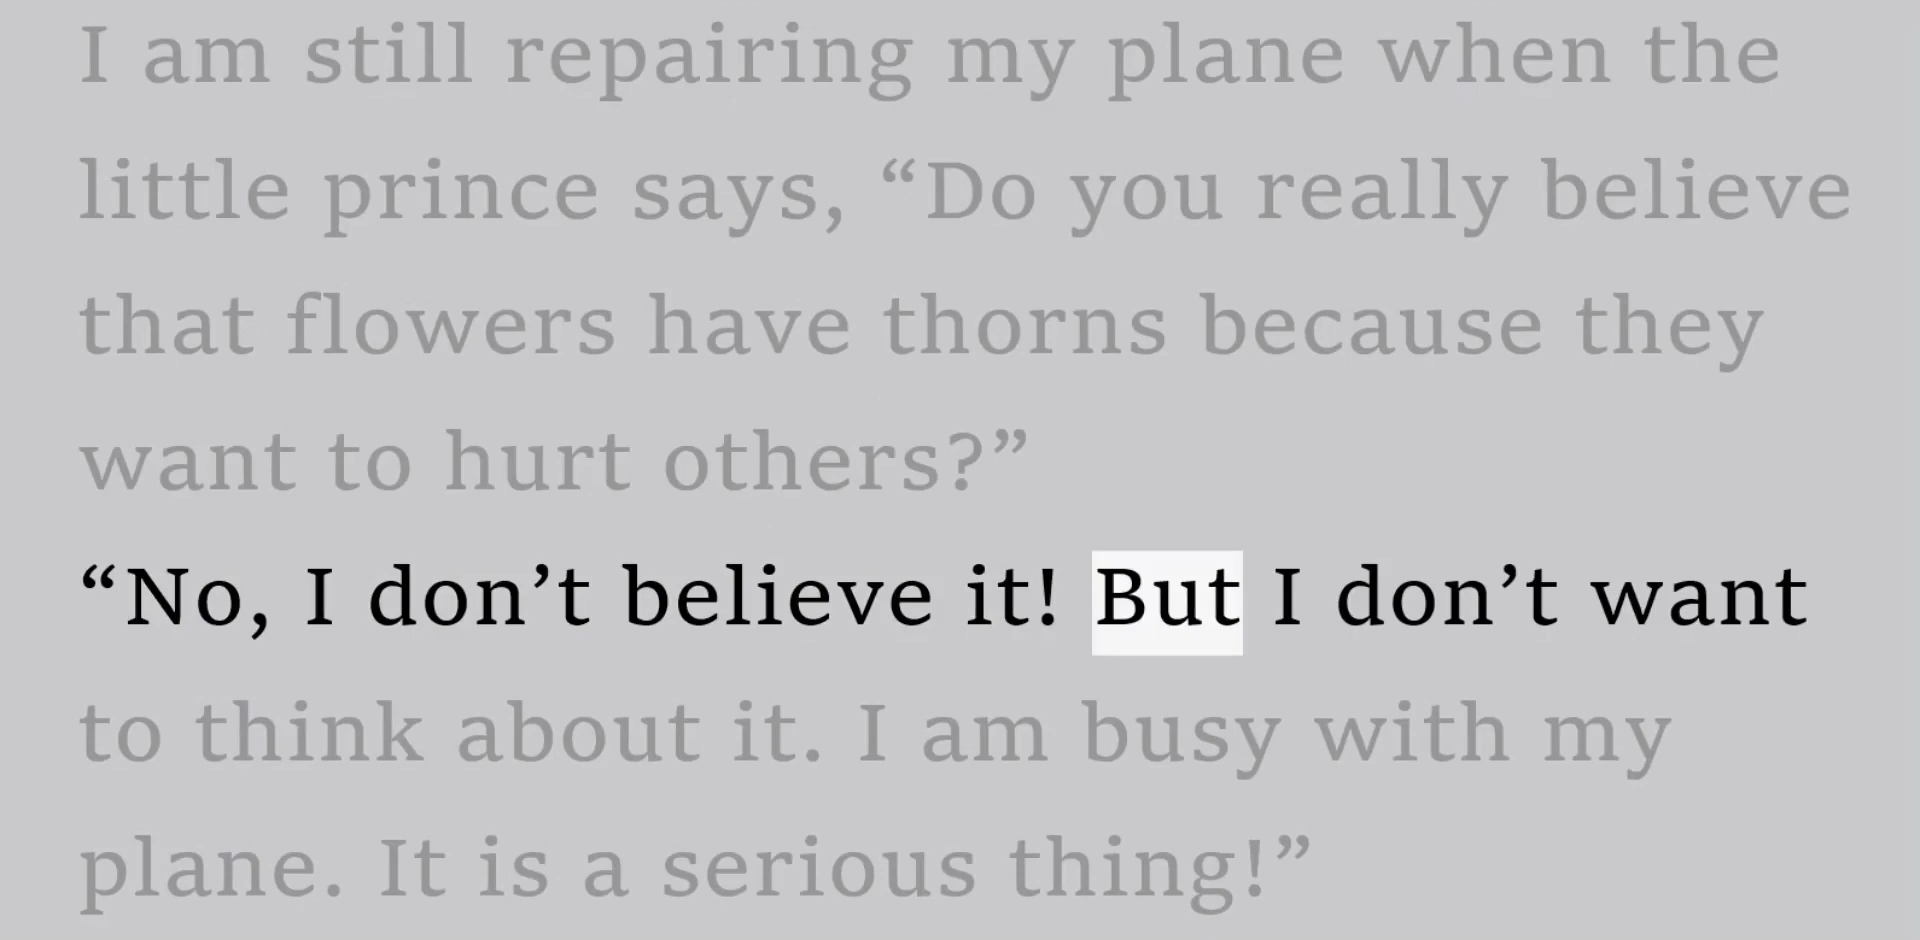 I am still repairing my plane when the
little prince says, “Do you really believe
that flowers have thorns because they
want to hurt others?”
“No, I don’t believe it! But I don’t want
to think about it. I am busy with my
plane. It is a serious thing!”